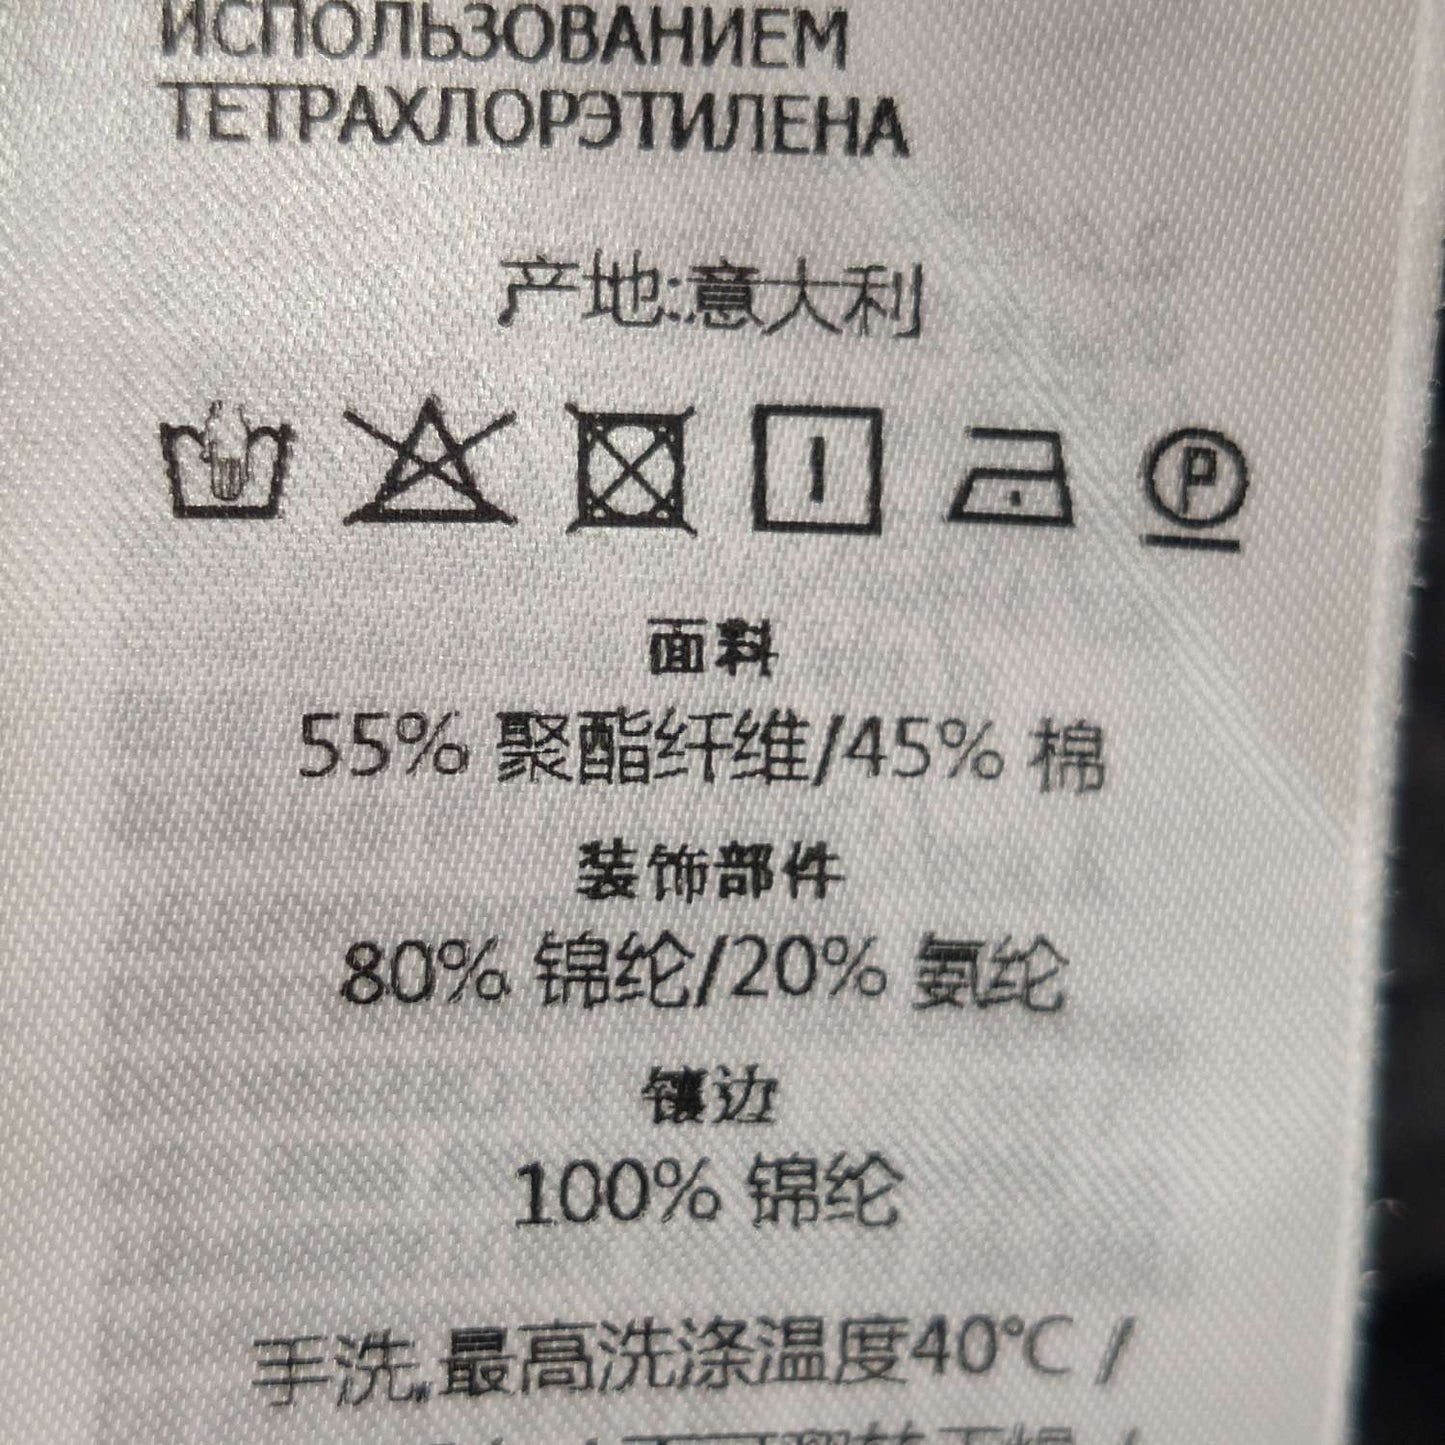 ИСПОЛЬЗОВАНИЕМ
ТЕТРАХЛОРЭТИЛЕНА
产地:意大利
P
面料
55% 聚酯纤维/45% 棉
装饰部件
80% 锦纶/20% 氨纶
镶边
100% 锦纶
手洗,最高洗涤温度40℃ /